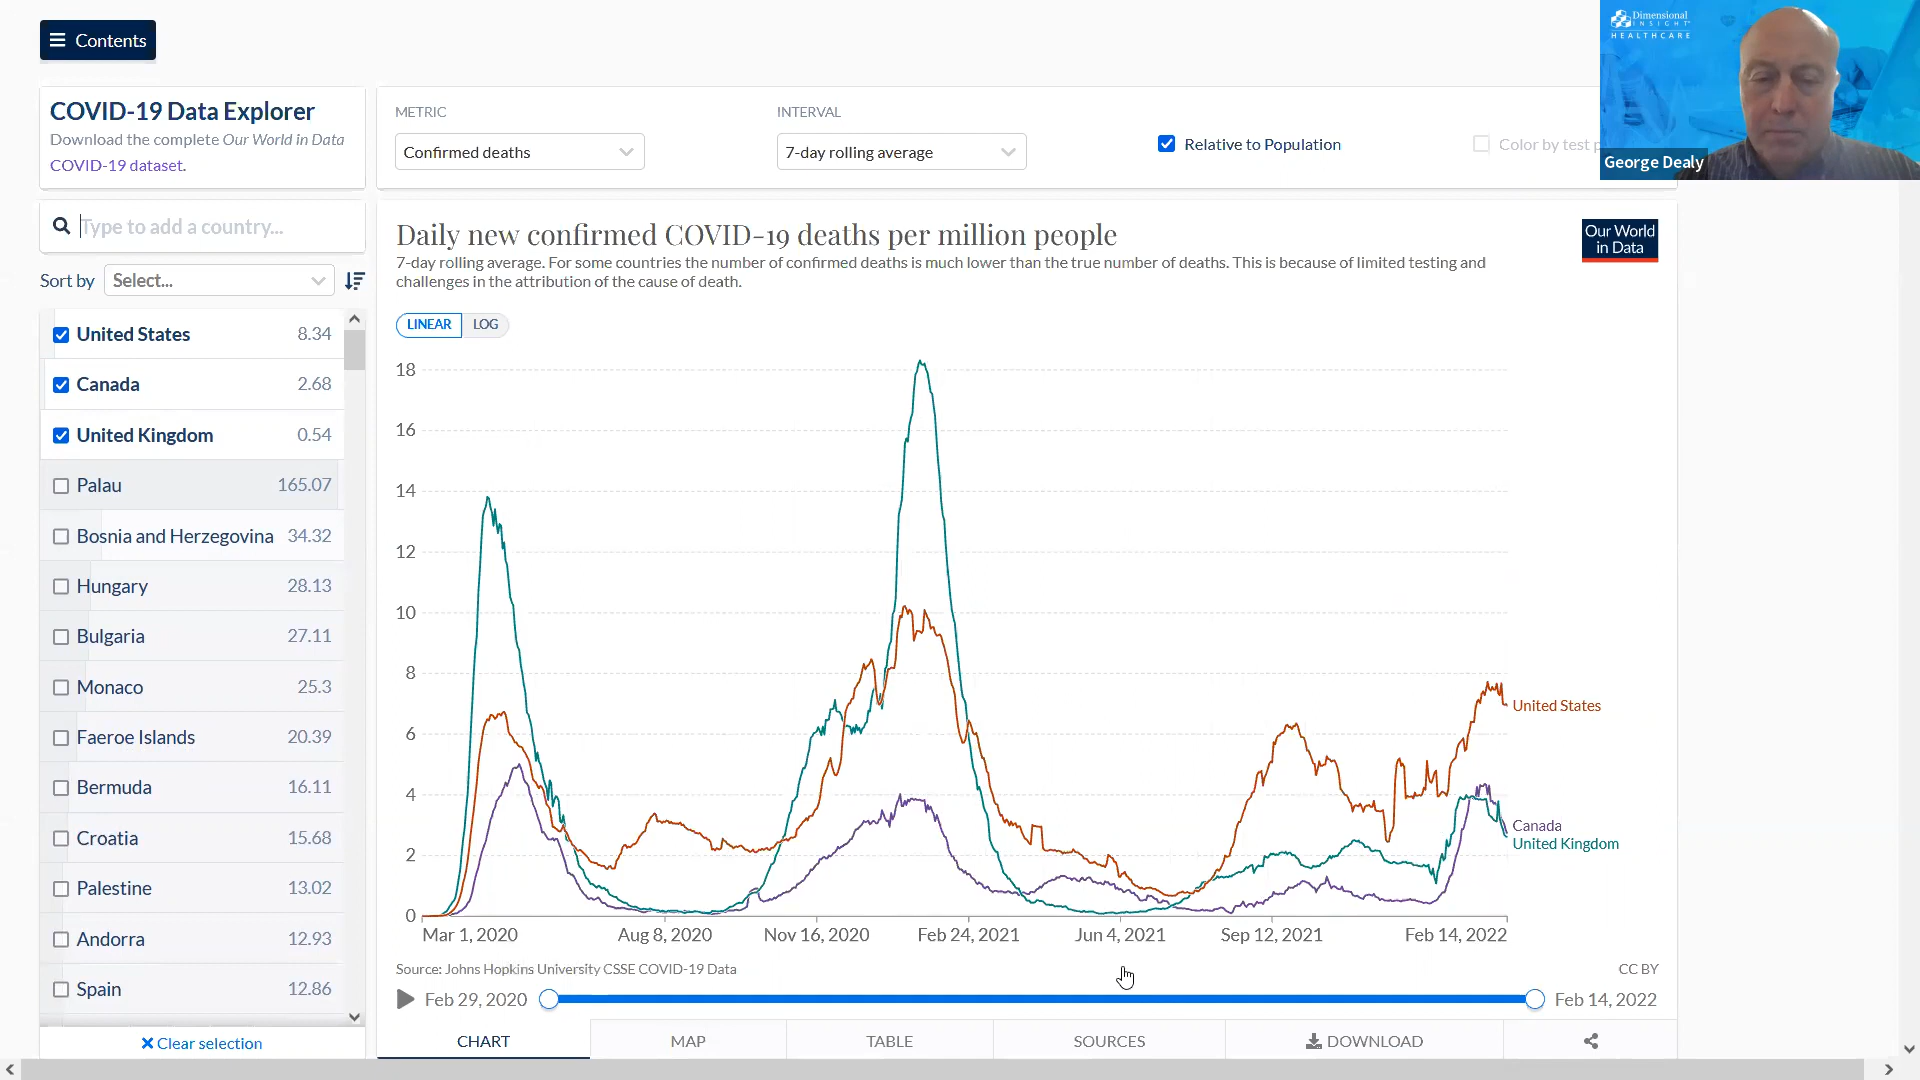 Contents
COVID-19 Data Explorer
Download the complete Our World in Data
COVID-19 dataset.
METRIC
Confirmed deaths
INTERVAL
7-day rolling average
Relative to Population
Color by test
Dimensional
INSIGHT
HEALTHCARE
George Dealy
Type to add a country...
Sort by
Select...
United States 8.34
Canada 2.68
United Kingdom 0.54
Palau 165.07
Bosnia and Herzegovina 34.32
Hungary 28.13
Bulgaria 27.11
Monaco 25.3
Faeroe Islands 20.39
Bermuda 16.11
Croatia 15.68
Palestine 13.02
Andorra 12.93
Spain 12.86
Clear selection
Daily new confirmed COVID-19 deaths per million people
7-day rolling average. For some countries the number of confirmed deaths is much lower than the true number of deaths. This is because of limited testing and
challenges in the attribution of the cause of death.
Our World
in Data
LINEAR LOG
18
16
14
12
10
8
6
4
2
0
United States
Canada
United Kingdom
Mar 1, 2020 Aug 8, 2020 Nov 16, 2020 Feb 24, 2021 Jun 4, 2021 Sep 12, 2021 Feb 14, 2022
Source: Johns Hopkins University CSSE COVID-19 Data
CC BY
Feb 29, 2020
Feb 14, 2022
CHART MAP TABLE SOURCES DOWNLOAD